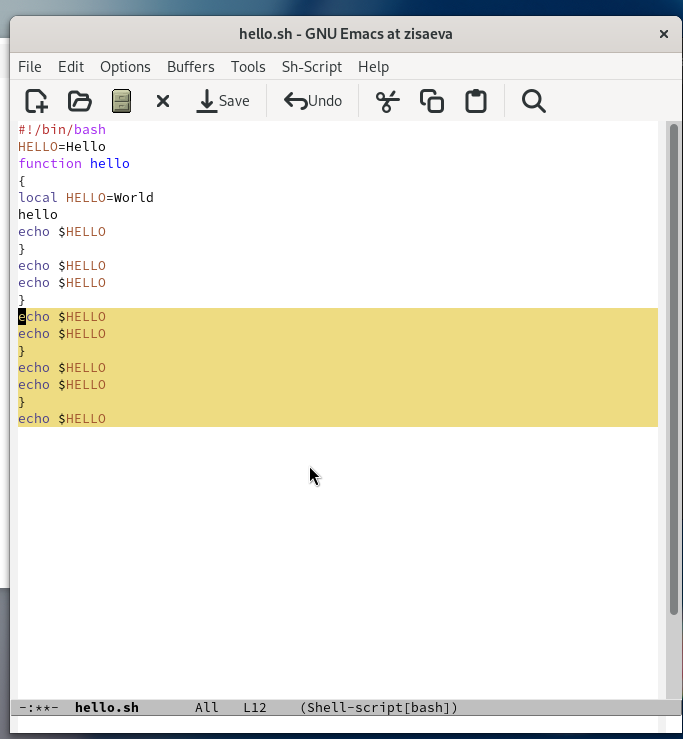 hello.sh - GNU Emacs at zisaeva
File Edit Options Buffers Tools Sh-Script Help
Save Undo
#!/bin/bash
HELLO=Hello
function hello
{
local HELLO=World
hello
echo $HELLO
}
echo $HELLO
echo $HELLO
}
echo $HELLO
echo $HELLO
}
echo $HELLO
echo $HELLO
}
echo $HELLO
-:**- hello.sh All L12 (Shell-script[bash])